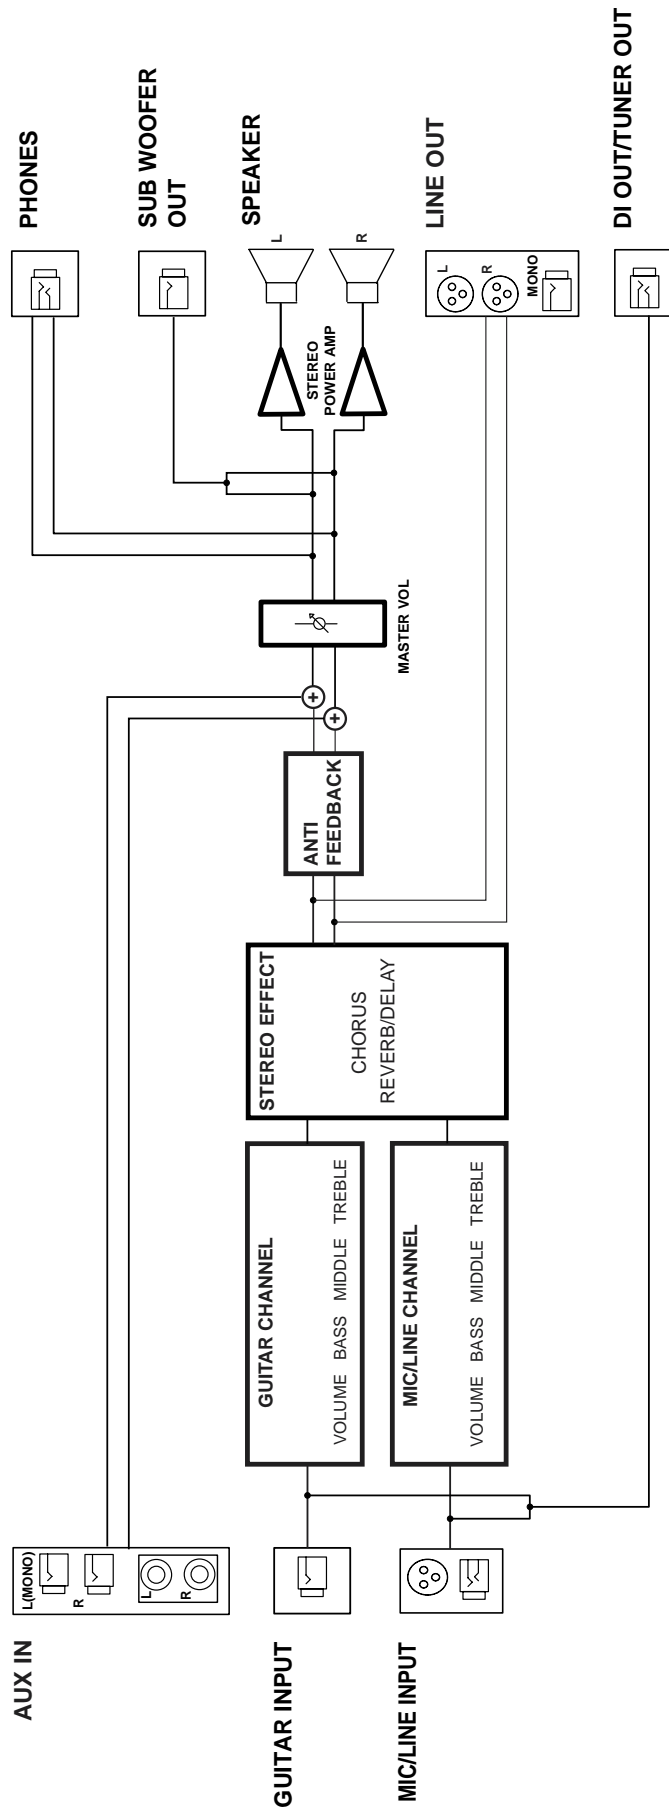 AUX IN
L(MONO)
R
L
R
GUITAR INPUT
MIC/LINE INPUT
GUITAR CHANNEL
VOLUME BASS MIDDLE TREBLE
MIC/LINE CHANNEL
VOLUME BASS MIDDLE TREBLE
STEREO EFFECT
CHORUS
REVERB/DELAY
ANTI
FEEDBACK
+
+
MASTER VOL
STEREO
POWER AMP
PHONES
SUB WOOFER
OUT
SPEAKER
L
R
LINE OUT
L
R
MONO
DI OUT/TUNER OUT